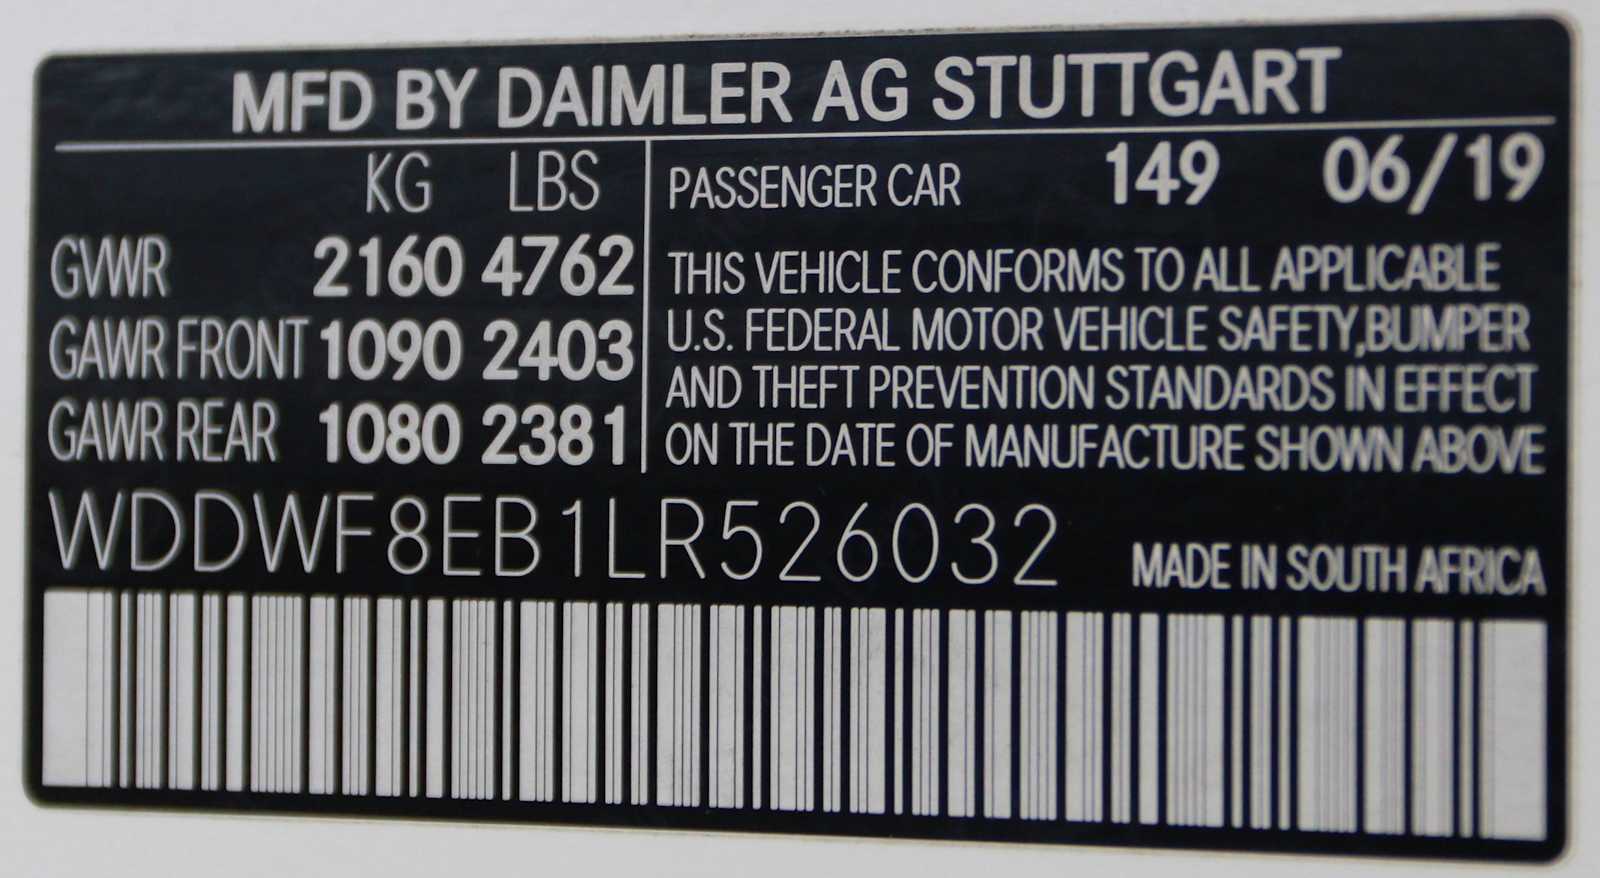 MFD BY DAIMLER AG STUTTGART
KG LBS
GVWR 2160 4762
GAWR FRONT 1090 2403
GAWR REAR 1080 2381
PASSENGER CAR 149 06/19
THIS VEHICLE CONFORMS TO ALL APPLICABLE
U.S. FEDERAL MOTOR VEHICLE SAFETY,BUMPER
AND THEFT PREVENTION STANDARDS IN EFFECT
ON THE DATE OF MANUFACTURE SHOWN ABOVE
WDDWF8EB1LR526032
MADE IN SOUTH AFRICA